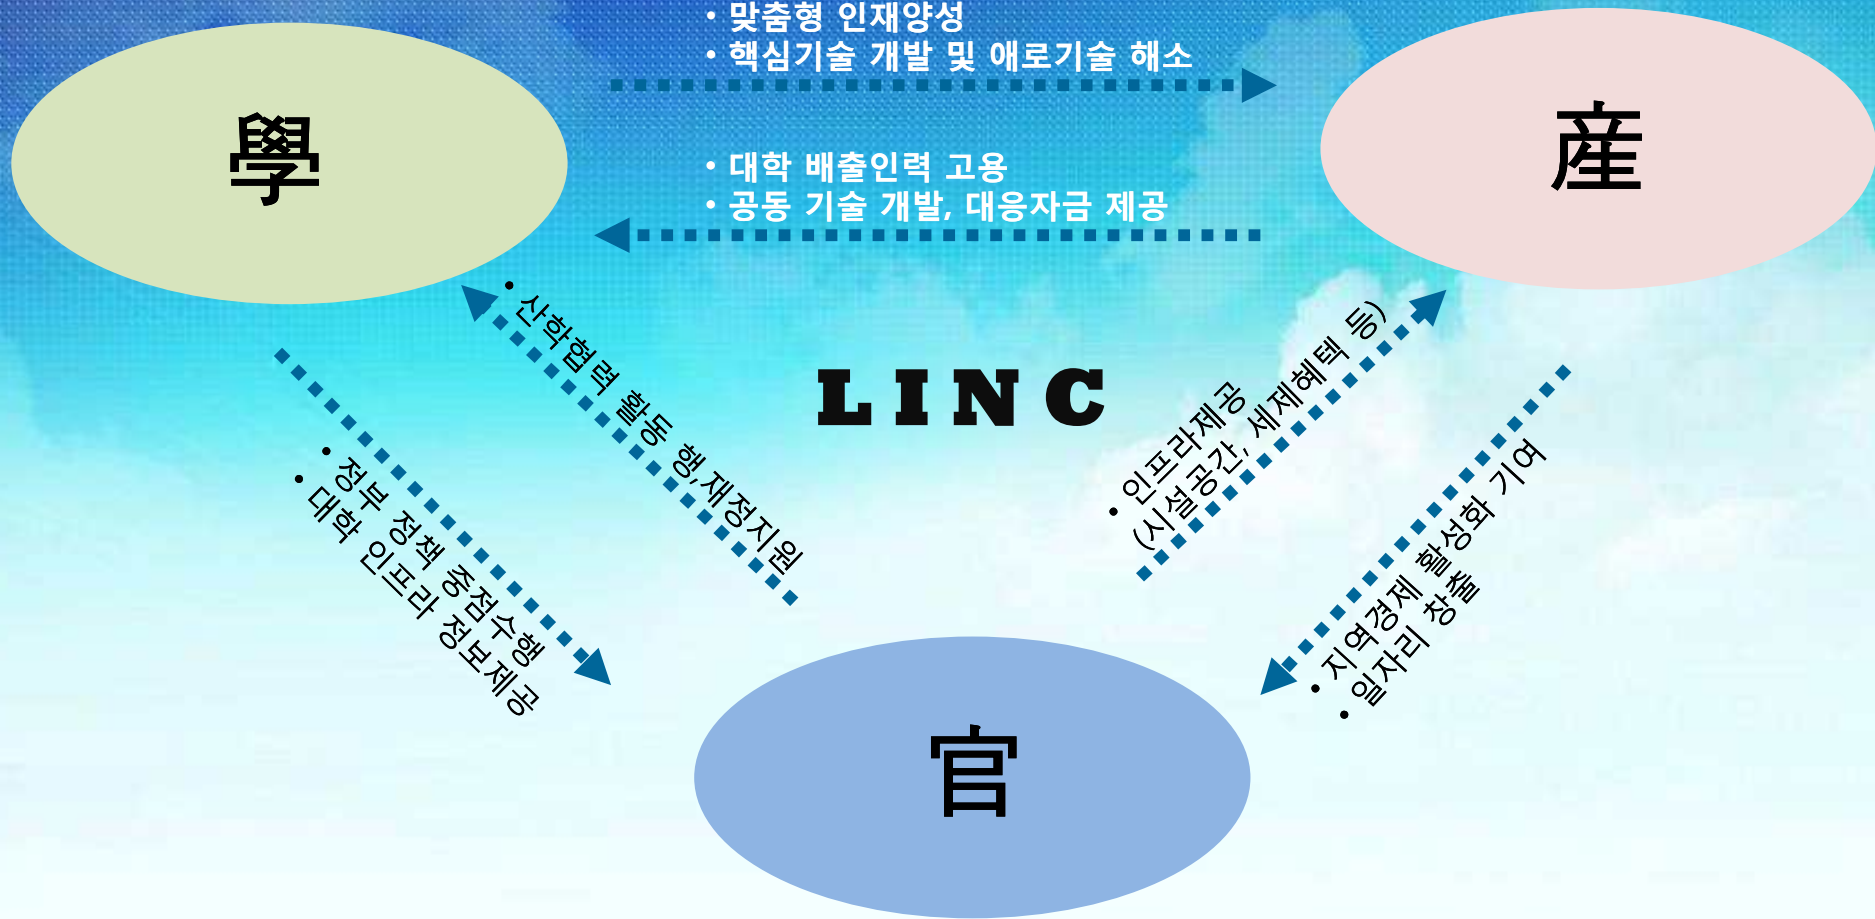 • 맞춤형 인재양성
• 핵심기술 개발 및 애로기술 해소
學
産
• 대학 배출인력 고용
• 공동 기술 개발, 대응자금 제공
• 산학협력 활동 행,재정지원
LINC
• 인프라제공
(시설공간, 세제혜택 등)
• 정부 정책 중점수행
• 대학 인프라 정보제공
• 지역경제 활성화 기여
• 일자리 창출
官